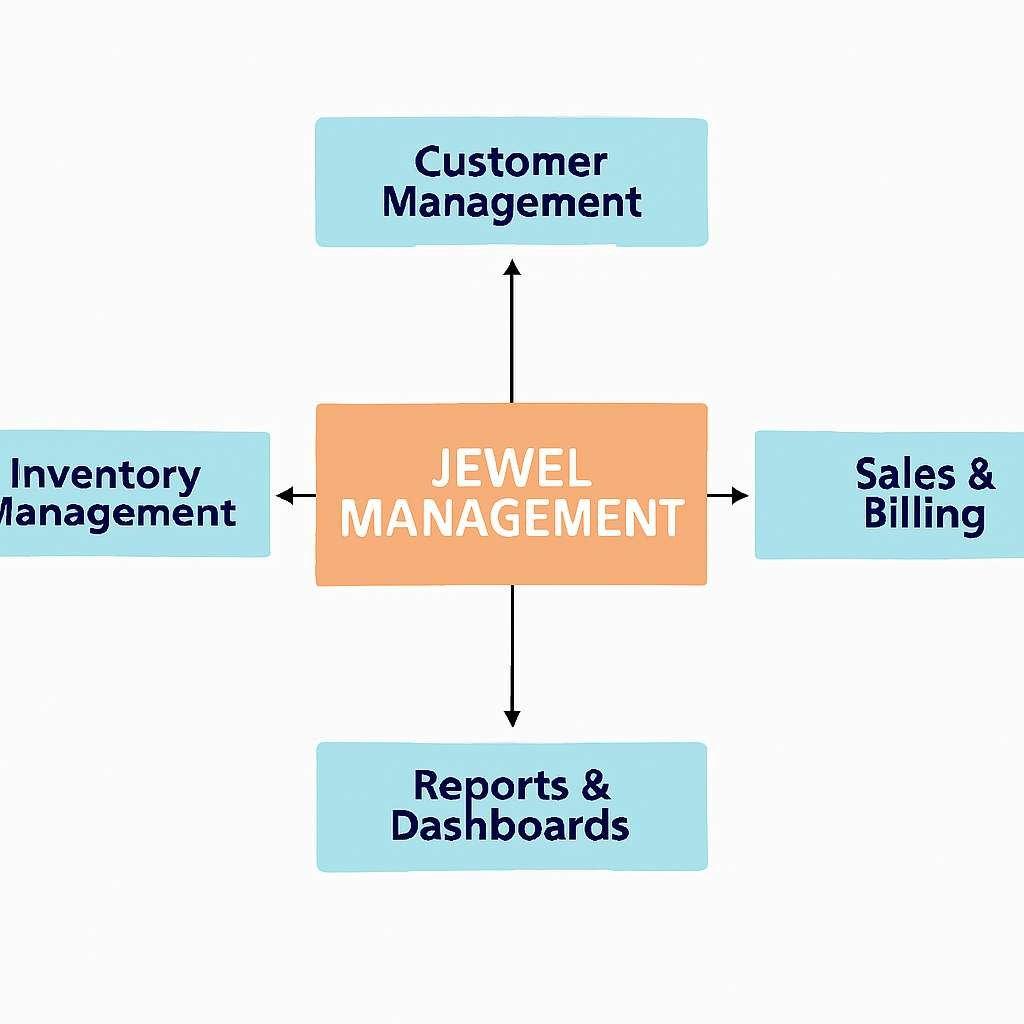 Customer
Management
Inventory
Management
JEWEL
MANAGEMENT
Sales &
Billing
Reports &
Dashboards